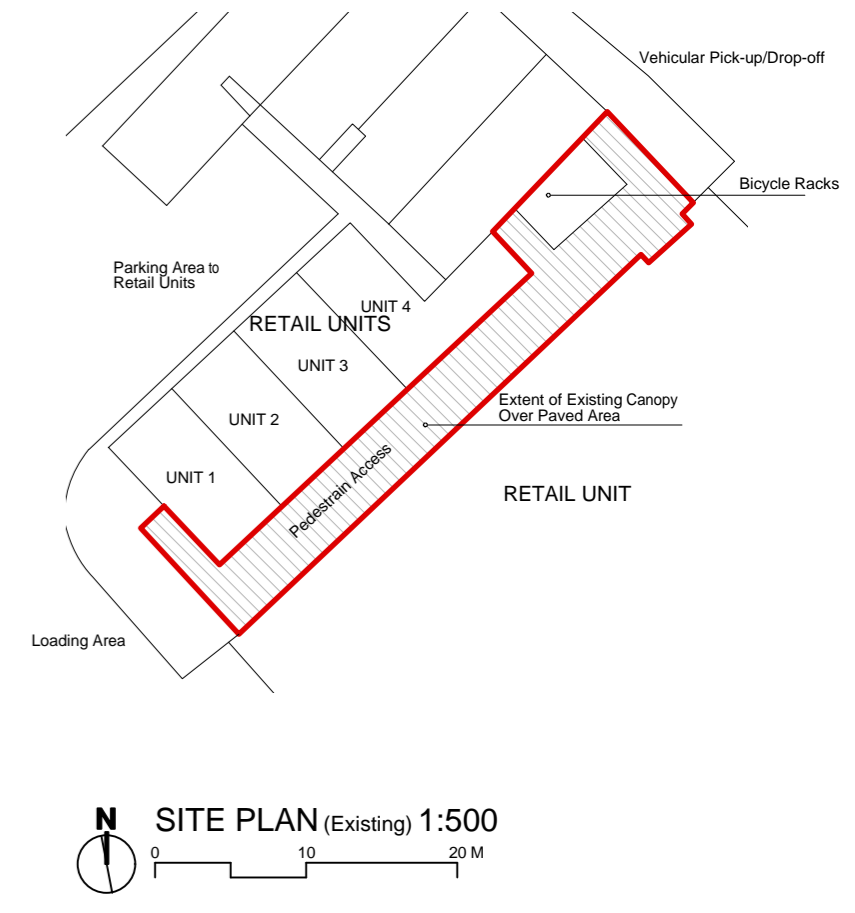 Vehicular Pick-up/Drop-off
Bicycle Racks
Parking Area to
Retail Units
UNIT 4
RETAIL UNITS
UNIT 3
Extent of Existing Canopy
Over Paved Area
UNIT 2
UNIT 1
Pedestrain Access
RETAIL UNIT
Loading Area
N
SITE PLAN (Existing) 1:500
0 10 20 M